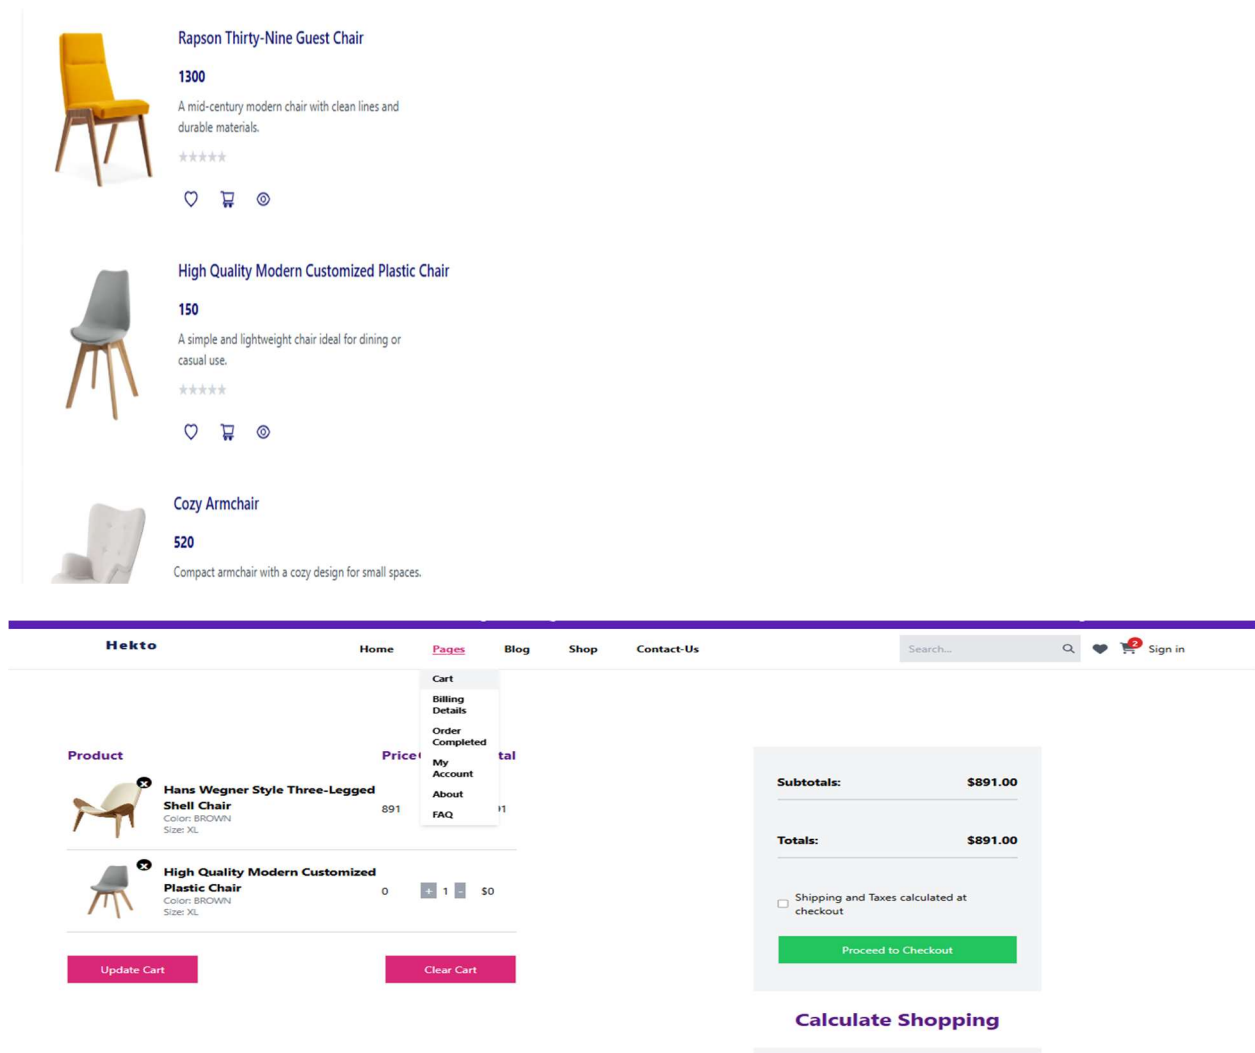 Rapson Thirty-Nine Guest Chair
1300
A mid-century modern chair with clean lines and
durable materials.
High Quality Modern Customized Plastic Chair
150
A simple and lightweight chair ideal for dining or
casual use.
Cozy Armchair
520
Compact armchair with a cozy design for small spaces.
Hekto
Home
Pages
Blog
Shop
Contact-Us
Search...
2
Sign in
Cart
Billing
Details
Order
Completed
My
Account
About
FAQ
Product
Price
Hans Wegner Style Three-Legged
Shell Chair
Color: BROWN
Size: XL
891
High Quality Modern Customized
Plastic Chair
Color: BROWN
Size: XL
0
+ 1 -
$0
Update Cart
Clear Cart
Subtotals: $891.00
Totals: $891.00
Shipping and Taxes calculated at
checkout
Proceed to Checkout
Calculate Shopping